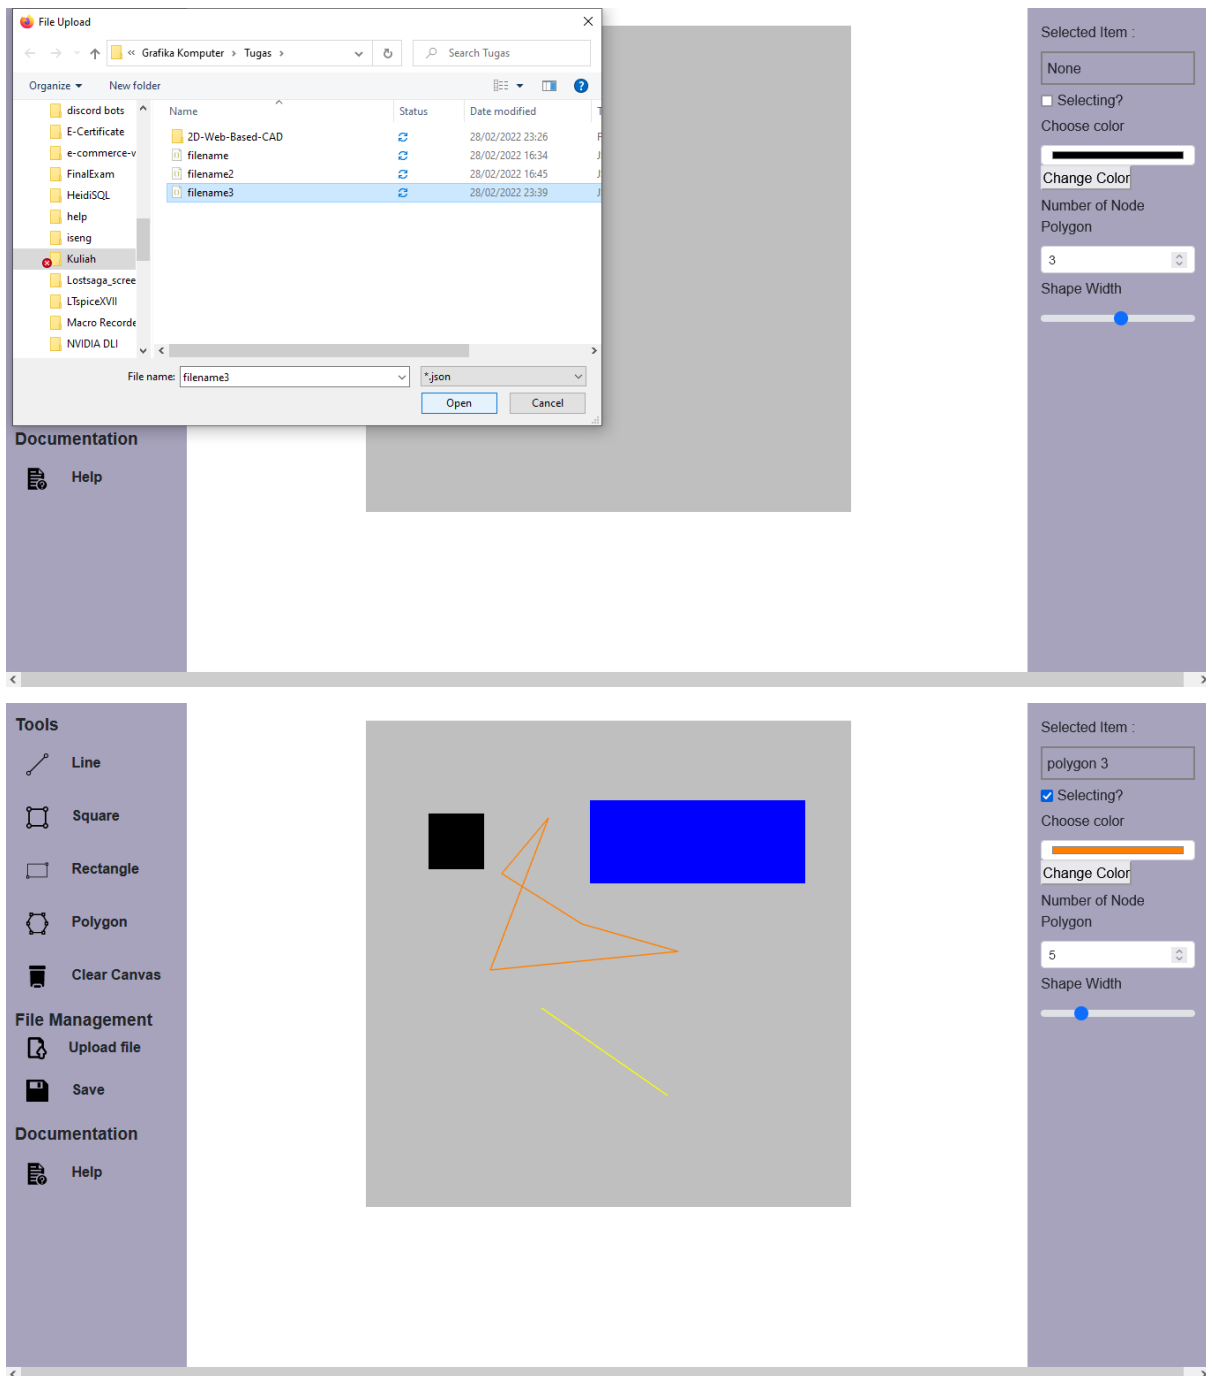 File Upload
« Grafika Komputer › Tugas ›
Search Tugas
Organize
New folder
discord bots
E-Certificate
e-commerce-v
FinalExam
HeidiSQL
help
iseng
Kuliah
Lostsaga_scree
LTspiceXVII
Macro Recorde
NVIDIA DLI
Name Status Date modified T
2D-Web-Based-CAD 28/02/2022 23:26 F
filename 28/02/2022 16:34 J
filename2 28/02/2022 16:45 J
filename3 28/02/2022 23:39 J
File name: filename3 *.json
Open Cancel
Documentation
Help
Selected Item :
None
Selecting?
Choose color
Change Color
Number of Node
Polygon
3
Shape Width
Tools
Line
Square
Rectangle
Polygon
Clear Canvas
File Management
Upload file
Save
Documentation
Help
Selected Item :
polygon 3
Selecting?
Choose color
Change Color
Number of Node
Polygon
5
Shape Width